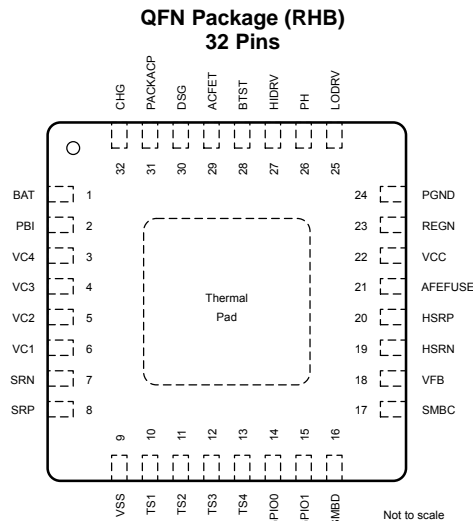 QFN Package (RHB)
32 Pins
CHG
PACKACP
DSG
ACFET
BTST
HIDRV
PH
LODRV
32
31
30
29
28
27
26
25
BAT 1
PBI 2
VC4 3
VC3 4
VC2 5
VC1 6
SRN 7
SRP 8
Thermal
Pad
24 PGND
23 REGN
22 VCC
21 AFEFUSE
20 HSRP
19 HSRN
18 VFB
17 SMBC
9
10
11
12
13
14
15
16
VSS
TS1
TS2
TS3
TS4
GPIO0
GPIO1
SMBD
Not to scale